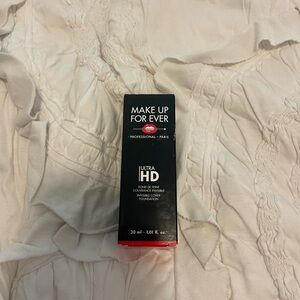 MAKE UP
FOR EVER
PROFESSIONAL - PARIS
ULTRA
HD
FOND DE TEINT
COUVRANCE INVISIBLE
INVISIBLE COVER
FOUNDATION
30 ml - 1.01 fl. oz.